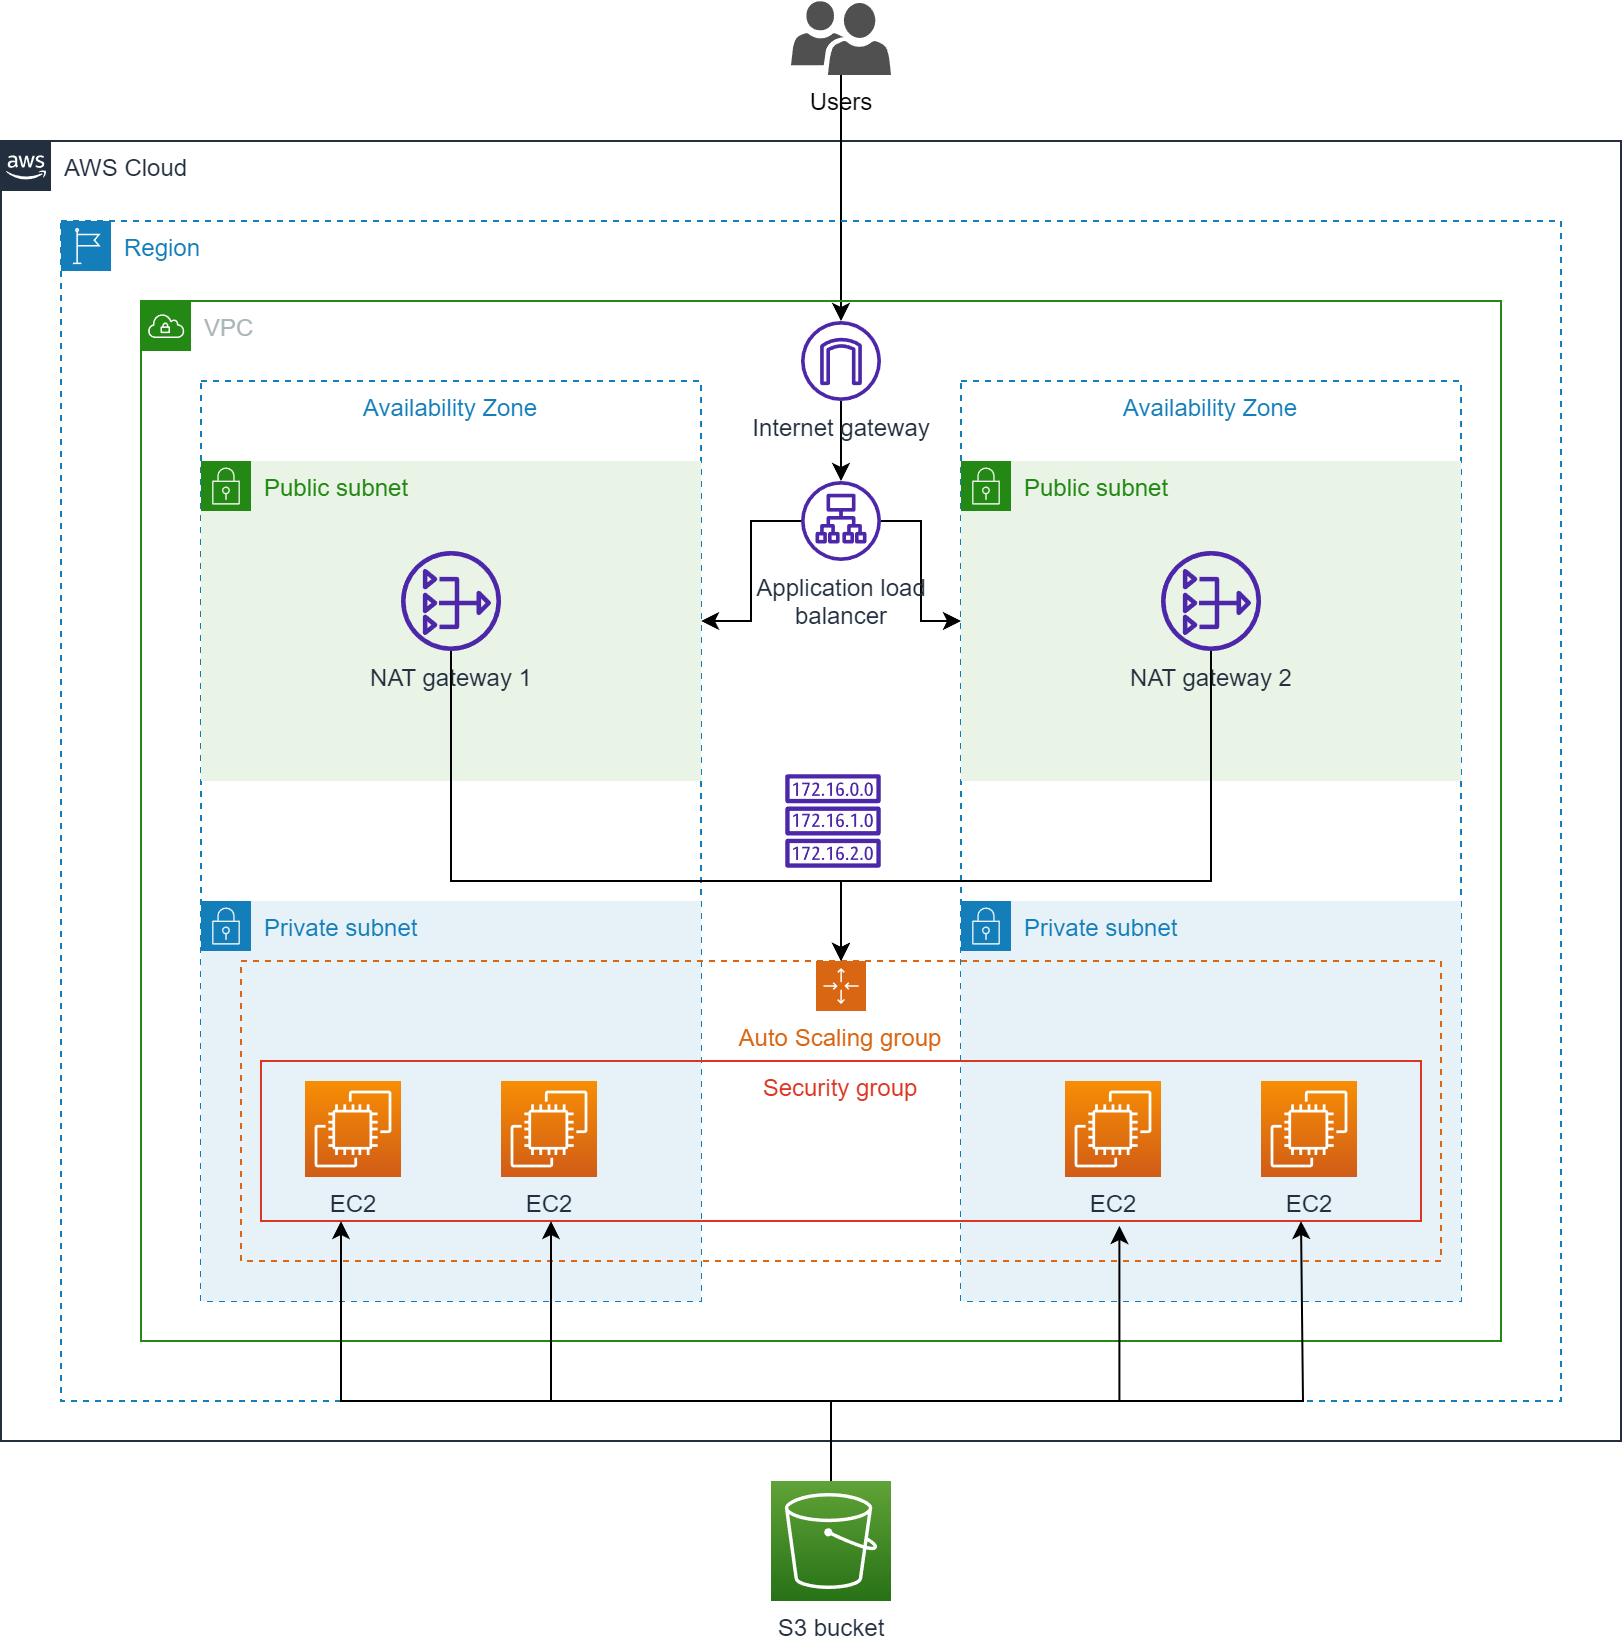 Users
aws
AWS Cloud
Region
VPC
Availability Zone
Availability Zone
Internet gateway
Public subnet
Public subnet
Application load
balancer
NAT gateway 1
NAT gateway 2
172.16.0.0
172.16.1.0
172.16.2.0
Private subnet
Private subnet
Auto Scaling group
Security group
EC2
EC2
EC2
EC2
S3 bucket